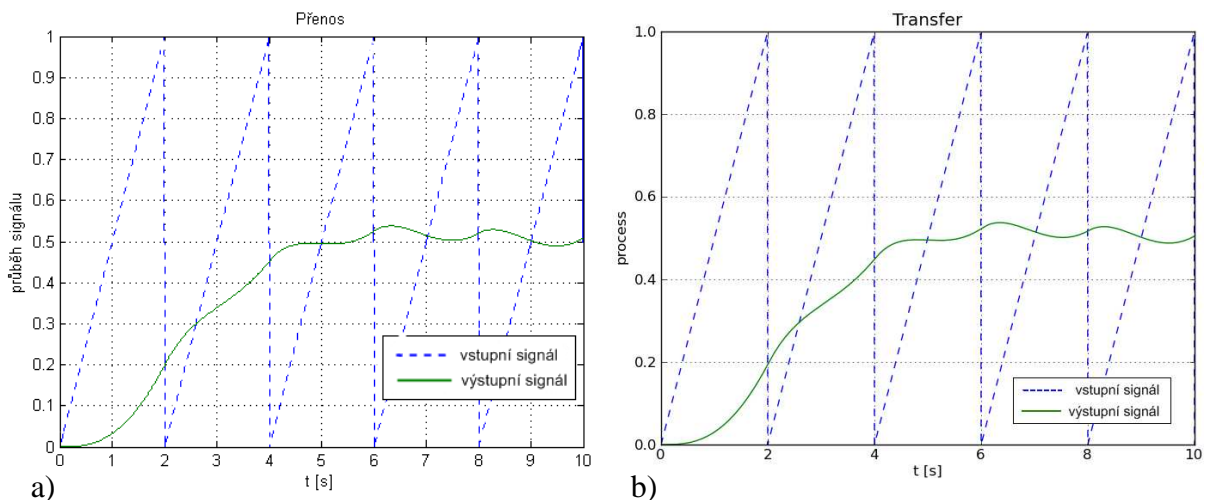 Přenos
1
0.9
0.8
0.7
0.6
0.5
0.4
0.3
0.2
0.1
0
průběh signálu
vstupní signál
výstupní signál
0 1 2 3 4 5 6 7 8 9 10
t [s]
a)
Transfer
1.0
0.8
0.6
0.4
0.2
0.0
process
vstupní signál
výstupní signál
0 2 4 6 8 10
t [s]
b)